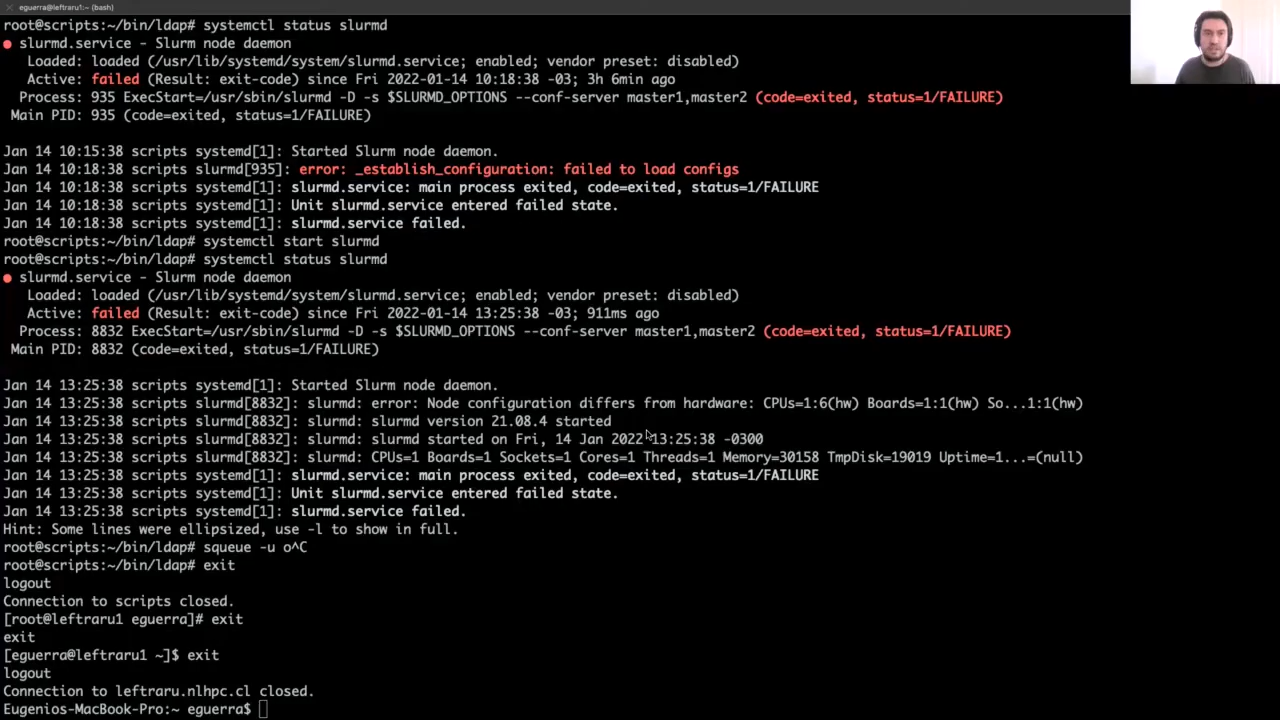 eguerra@leftraru1:~ (bash)
root@scripts:~/bin/ldap# systemctl status slurmd
● slurmd.service - Slurm node daemon
Loaded: loaded (/usr/lib/systemd/system/slurmd.service; enabled; vendor preset: disabled)
Active: failed (Result: exit-code) since Fri 2022-01-14 10:18:38 -03; 3h 6min ago
Process: 935 ExecStart=/usr/sbin/slurmd -D -s $SLURMD_OPTIONS --conf-server master1,master2 (code=exited, status=1/FAILURE)
Main PID: 935 (code=exited, status=1/FAILURE)
Jan 14 10:15:38 scripts systemd[1]: Started Slurm node daemon.
Jan 14 10:18:38 scripts slurmd[935]: error: _establish_configuration: failed to load configs
Jan 14 10:18:38 scripts systemd[1]: slurmd.service: main process exited, code=exited, status=1/FAILURE
Jan 14 10:18:38 scripts systemd[1]: Unit slurmd.service entered failed state.
Jan 14 10:18:38 scripts systemd[1]: slurmd.service failed.
root@scripts:~/bin/ldap# systemctl start slurmd
root@scripts:~/bin/ldap# systemctl status slurmd
● slurmd.service - Slurm node daemon
Loaded: loaded (/usr/lib/systemd/system/slurmd.service; enabled; vendor preset: disabled)
Active: failed (Result: exit-code) since Fri 2022-01-14 13:25:38 -03; 911ms ago
Process: 8832 ExecStart=/usr/sbin/slurmd -D -s $SLURMD_OPTIONS --conf-server master1,master2 (code=exited, status=1/FAILURE)
Main PID: 8832 (code=exited, status=1/FAILURE)
Jan 14 13:25:38 scripts systemd[1]: Started Slurm node daemon.
Jan 14 13:25:38 scripts slurmd[8832]: slurmd: error: Node configuration differs from hardware: CPUs=1:6(hw) Boards=1:1(hw) So...1:1(hw)
Jan 14 13:25:38 scripts slurmd[8832]: slurmd: slurmd version 21.08.4 started
Jan 14 13:25:38 scripts slurmd[8832]: slurmd: slurmd started on Fri, 14 Jan 2022 13:25:38 -0300
Jan 14 13:25:38 scripts slurmd[8832]: slurmd: CPUs=1 Boards=1 Sockets=1 Cores=1 Threads=1 Memory=30158 TmpDisk=19019 Uptime=1...=(null)
Jan 14 13:25:38 scripts systemd[1]: slurmd.service: main process exited, code=exited, status=1/FAILURE
Jan 14 13:25:38 scripts systemd[1]: Unit slurmd.service entered failed state.
Jan 14 13:25:38 scripts systemd[1]: slurmd.service failed.
Hint: Some lines were ellipsized, use -l to show in full.
root@scripts:~/bin/ldap# squeue -u o^C
root@scripts:~/bin/ldap# exit
logout
Connection to scripts closed.
[root@leftraru1 eguerra]# exit
exit
[eguerra@leftraru1 ~]$ exit
logout
Connection to leftraru.nlhpc.cl closed.
Eugenios-MacBook-Pro:~ eguerra$